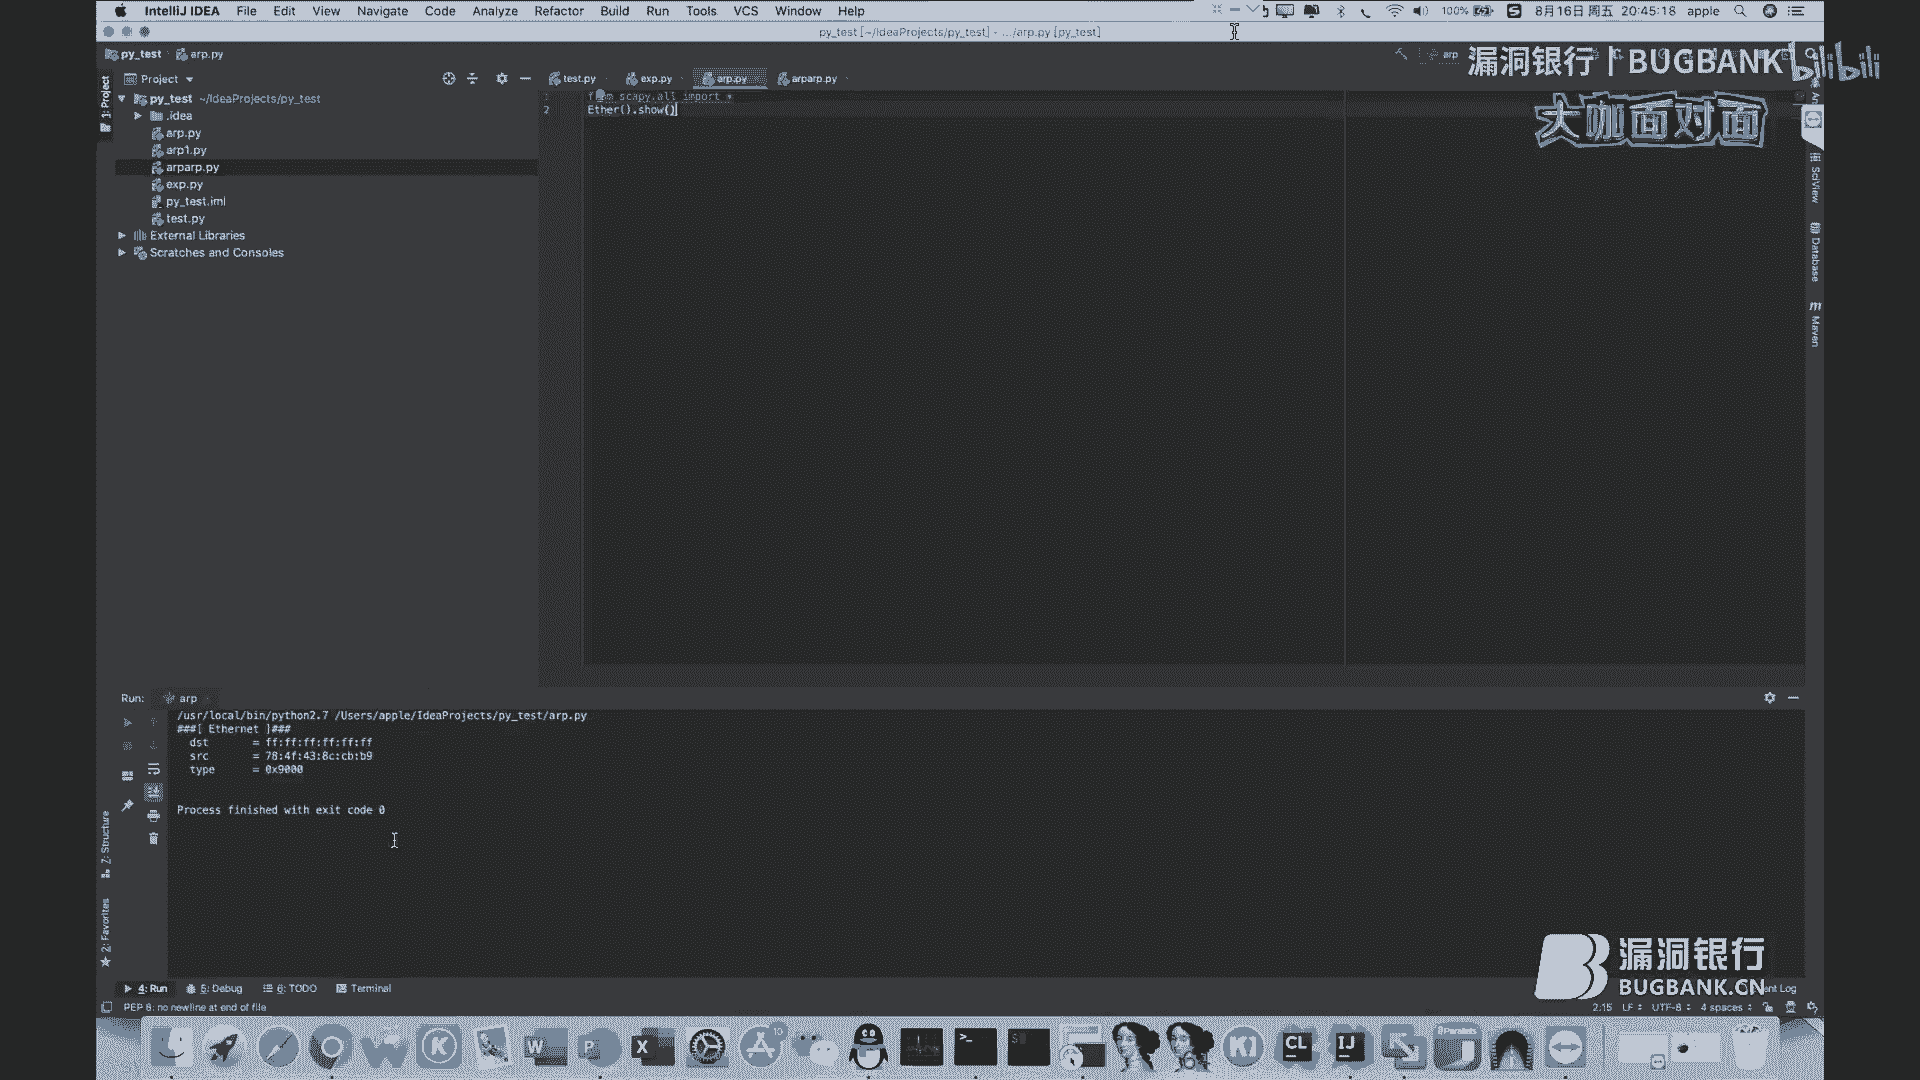 IntelliJ IDEA File Edit View Navigate Code Analyze Refactor Build Run Tools VCS Window Help 100% 8月16日 周五 20:45:18 apple
py_test [~/IdeaProjects/py_test] - .../arp.py [py_test]
py_test arp.py
arp
漏洞银行 | BUGBANK
bilibili
大咖面对面
1: Project
Project
test.py exp.py arp.py arparp.py
py_test ~/IdeaProjects/py_test
.idea
arp.py
arp1.py
arparp.py
exp.py
py_test.iml
test.py
External Libraries
Scratches and Consoles
1
scapy.all import *
2 Ether().show()
SciView
Database
Maven
Run: arp
/usr/local/bin/python2.7 /Users/apple/IdeaProjects/py_test/arp.py
###[ Ethernet ]###
dst = ff:ff:ff:ff:ff:ff
src = 78:4f:43:8c:cb:b9
type = 0x9000
Process finished with exit code 0
7: Structure
2: Favorites
漏洞银行
BUGBANK.CN
4: Run 5: Debug 6: TODO Terminal Log
PEP 8: no newline at end of file
2:15 LF UTF-8 4 spaces
W P X 10 K CL IJ Parallels